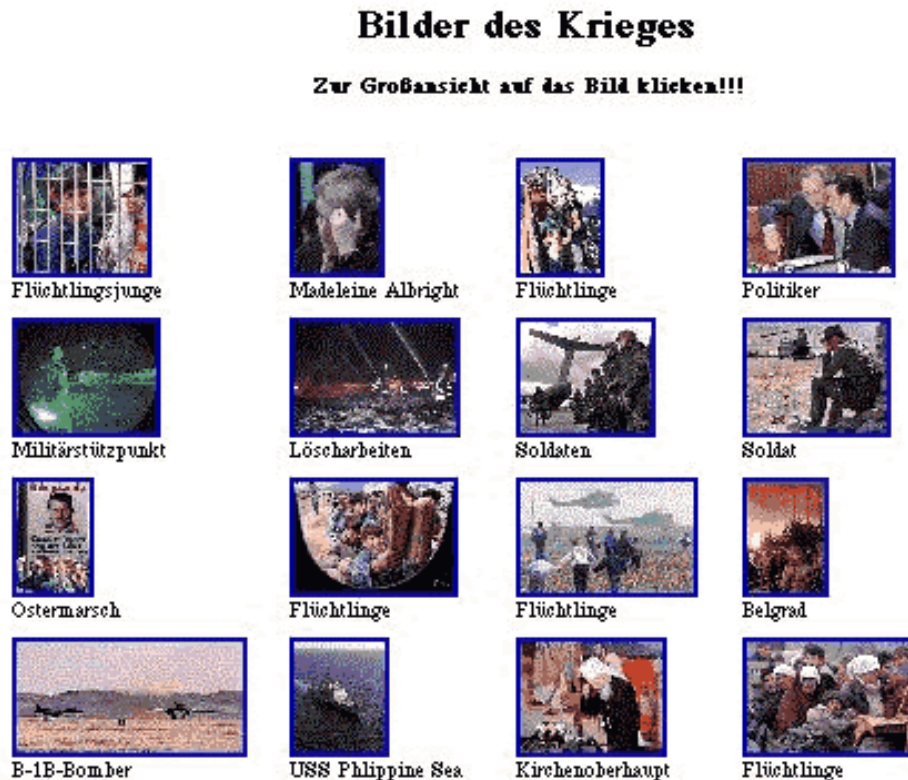 Bilder des Krieges
Zur Großansicht auf das Bild klicken!!!
Flüchtlingsjunge
Madeleine Albright
Flüchtlinge
Politiker
Militärstützpunkt
Löscharbeiten
Soldaten
Soldat
Ostermarsch
Flüchtlinge
Flüchtlinge
Belgrad
B-1B-Bomber
USS Phlippine Sea
Kirchenoberhaupt
Flüchtlinge